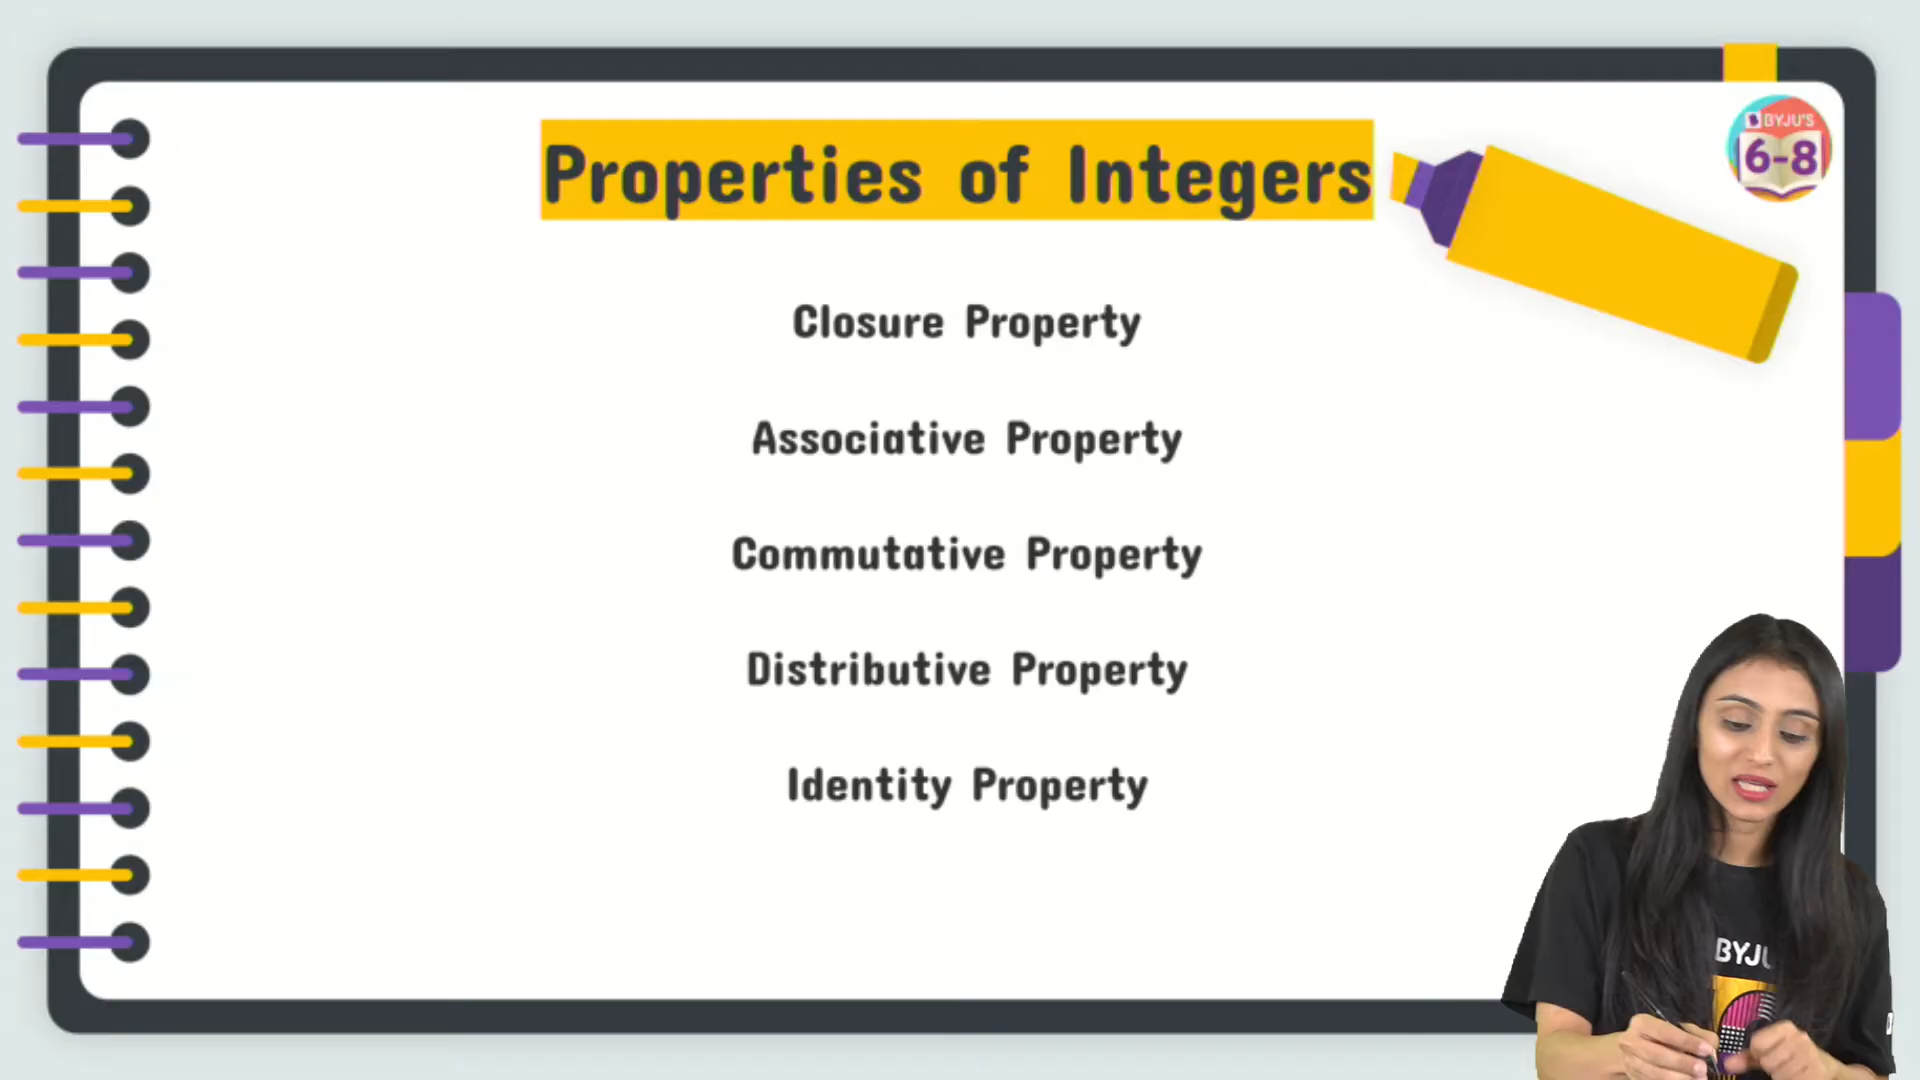 Properties of Integers
BYJU'S
6-8
Closure Property
Associative Property
Commutative Property
Distributive Property
Identity Property
BYJU